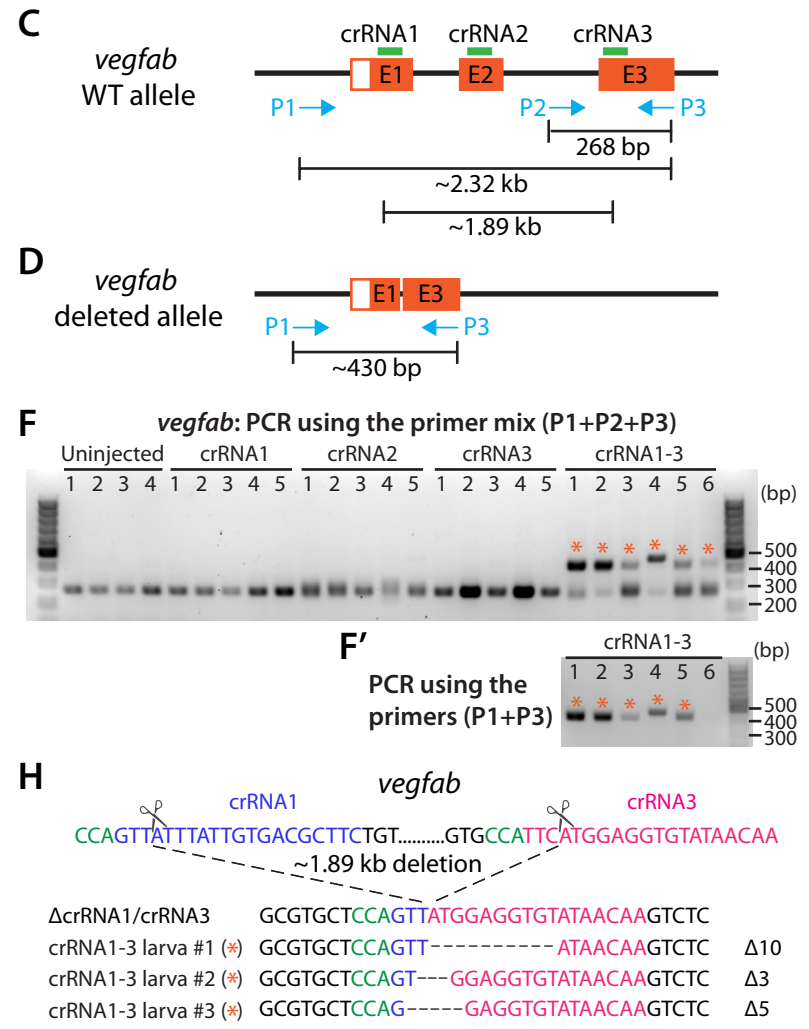 C
vegfab
WT allele
crRNA1 crRNA2 crRNA3
E1 E2 E3
P1 P2 P3
268 bp
~2.32 kb
~1.89 kb
D
vegfab
deleted allele
E1 E3
P1 P3
~430 bp
F vegfab: PCR using the primer mix (P1+P2+P3)
Uninjected crRNA1 crRNA2 crRNA3 crRNA1-3
1 2 3 4 1 2 3 4 5 1 2 3 4 5 1 2 3 4 5 1 2 3 4 5 6 (bp)
* * * * * *
500
400
300
200
F′ crRNA1-3 (bp)
PCR using the
primers (P1+P3)
1 2 3 4 5 6
* * * * *
500
400
300
H vegfab
crRNA1 crRNA3
CCAGTTATTTATTGTGACGCTTCTGT..........GTGCCATTCATGGAGGTGTATAACAA
~1.89 kb deletion
ΔcrRNA1/crRNA3 GCGTGCTCCAGTTATGGAGGTGTATAACAAGTCTC
crRNA1-3 larva #1 (*) GCGTGCTCCAGTT----------ATAACAAGTCTC Δ10
crRNA1-3 larva #2 (*) GCGTGCTCCAGT---GGAGGTGTATAACAAGTCTC Δ3
crRNA1-3 larva #3 (*) GCGTGCTCCAG-----GAGGTGTATAACAAGTCTC Δ5